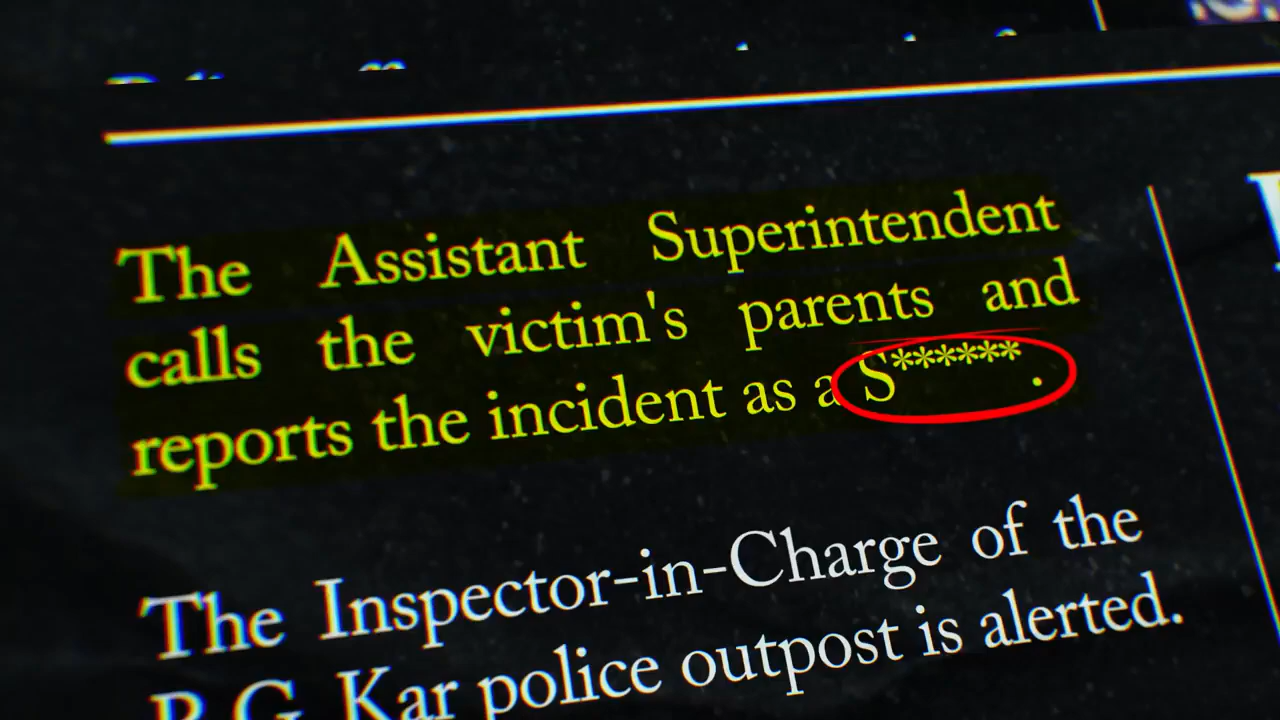 The Assistant Superintendent
calls the victim's parents and
reports the incident as a S******.
The Inspector-in-Charge of the
R.G. Kar police outpost is alerted.